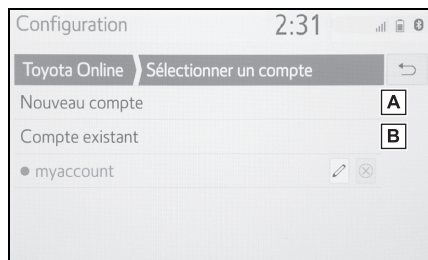 Configuration 2:31
Toyota Online Sélectionner un compte
Nouveau compte A
Compte existant B
myaccount